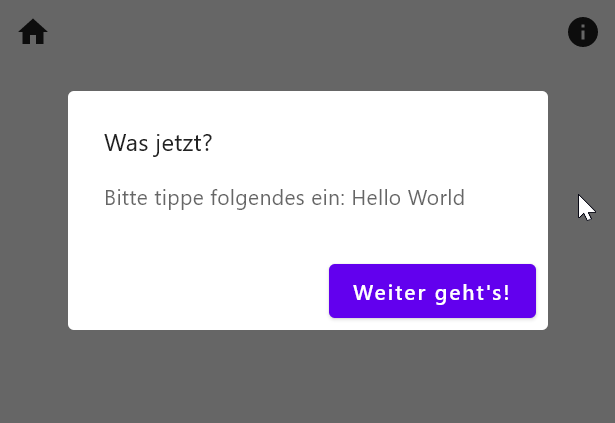 Was jetzt?
Bitte tippe folgendes ein: Hello World
Weiter geht's!